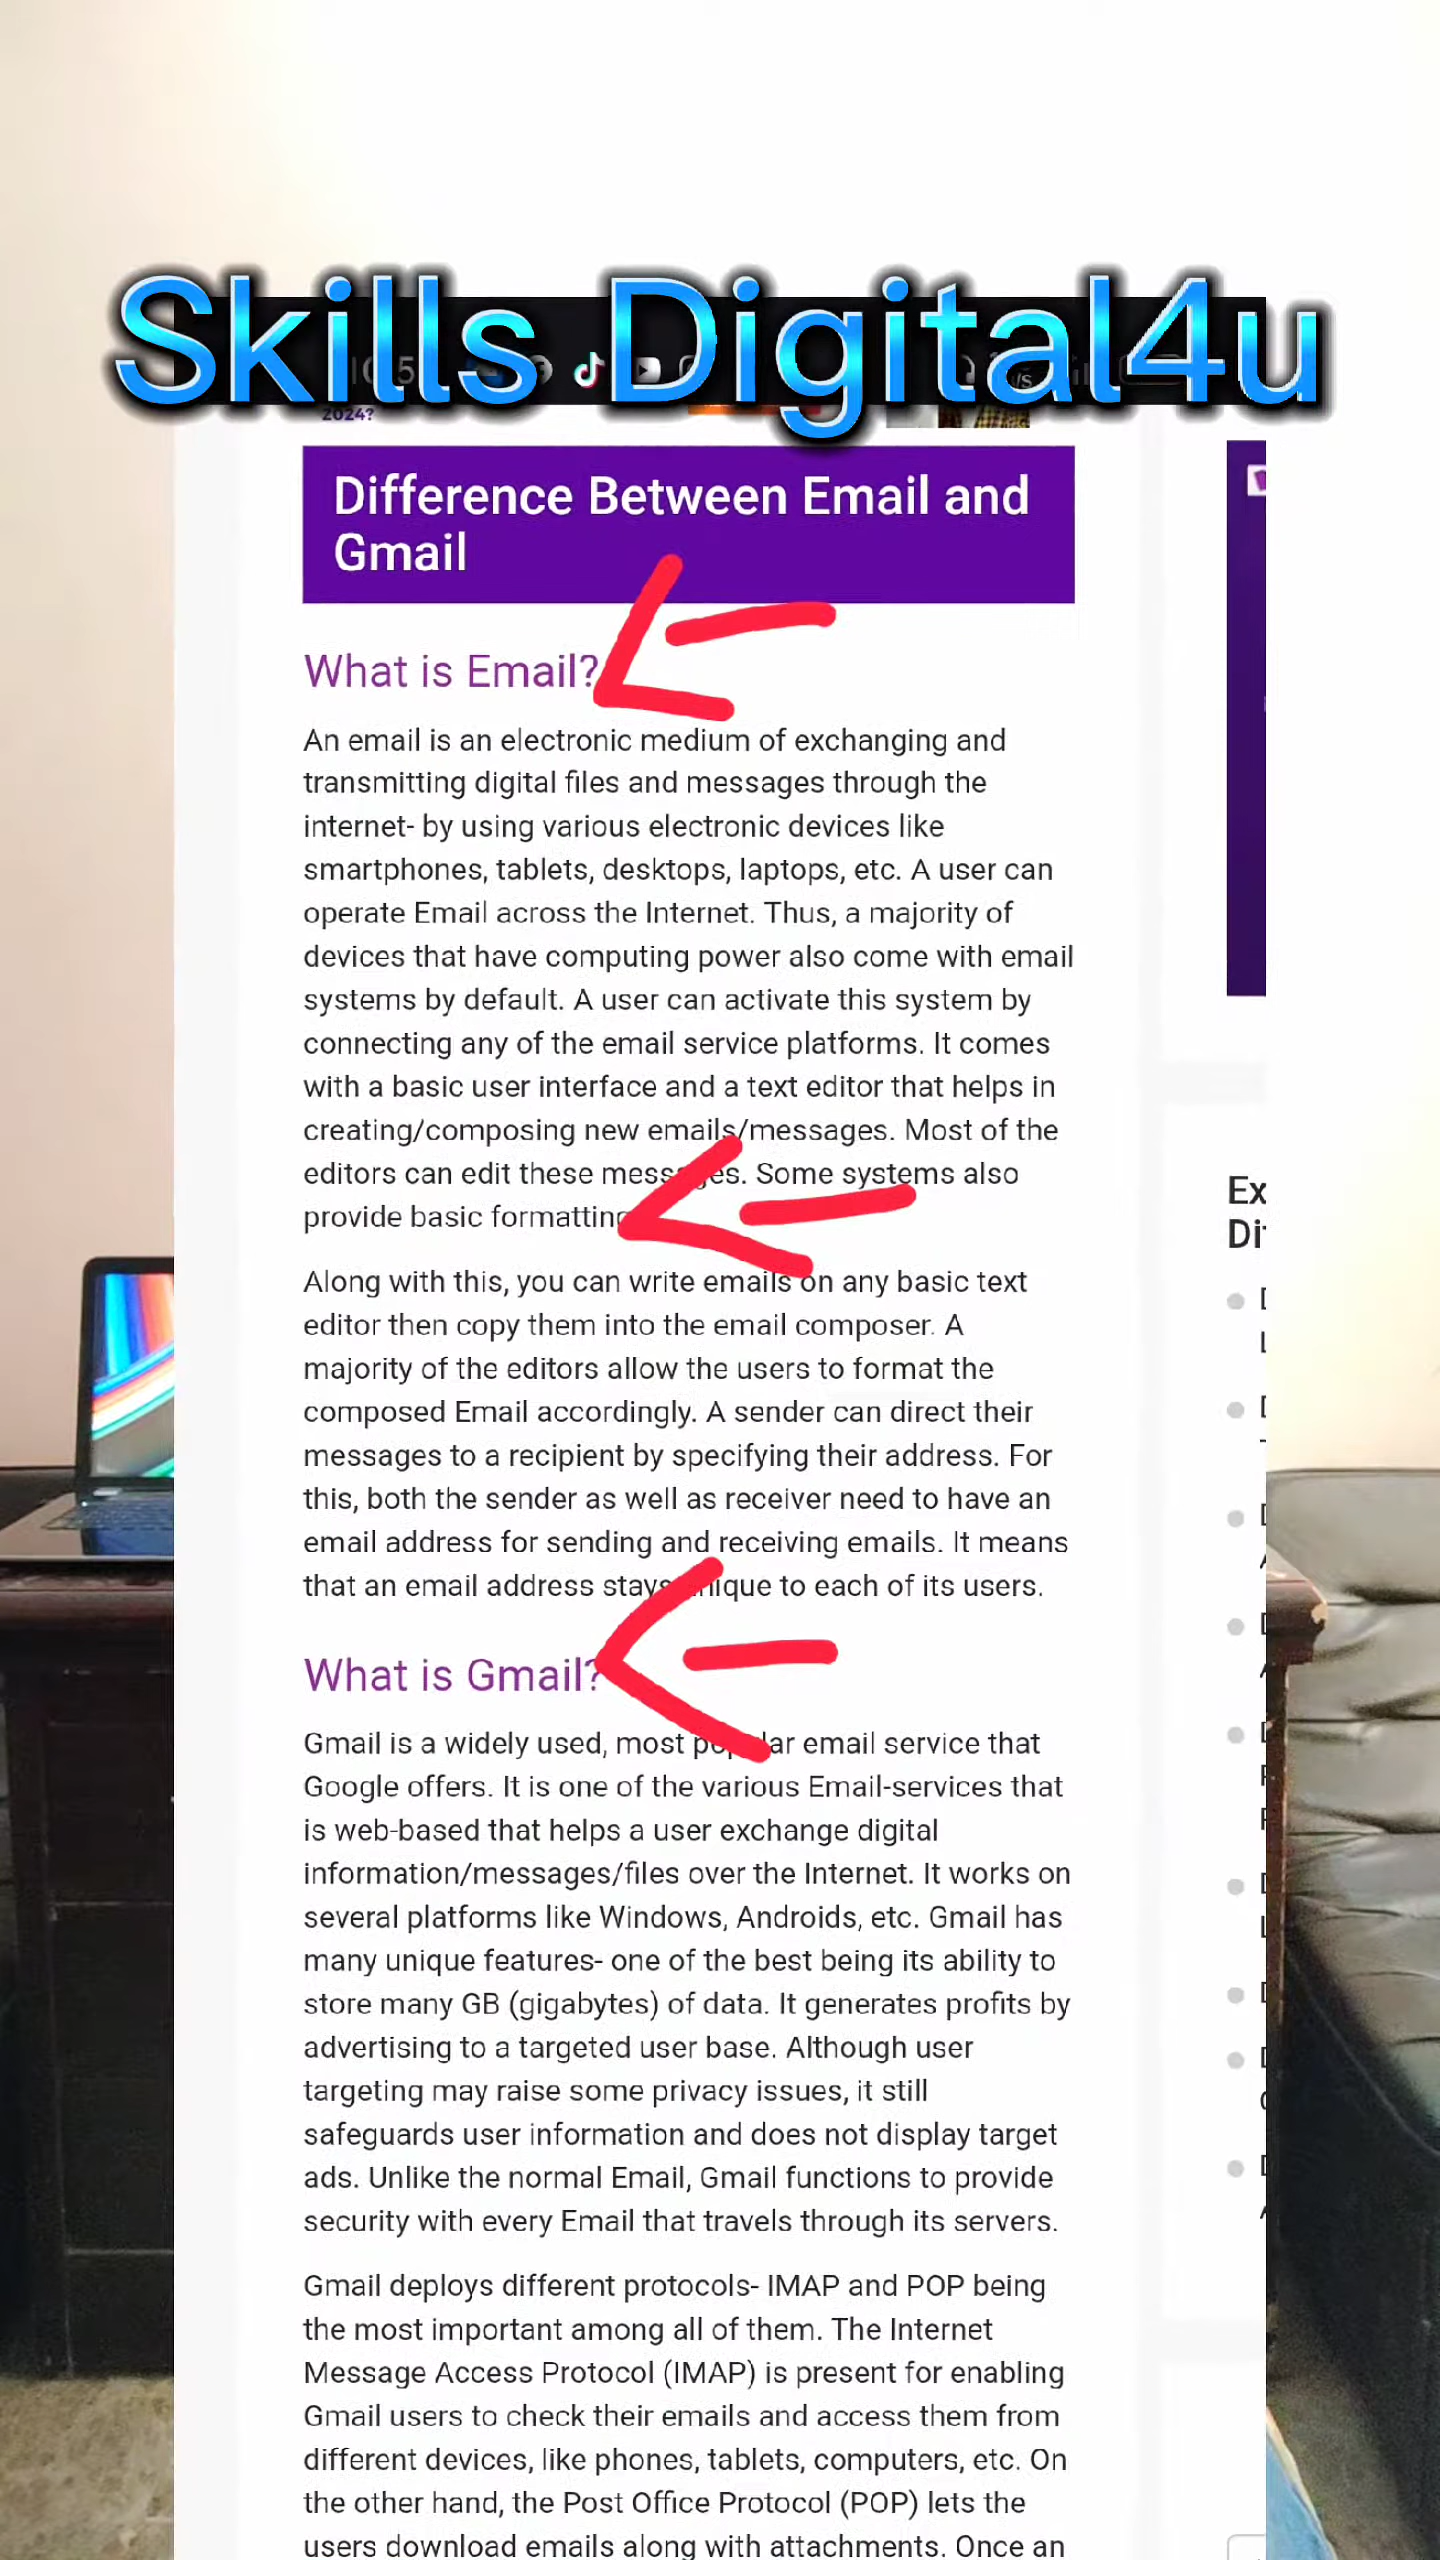 Skills Digital4u
2024?
Difference Between Email and
Gmail
What is Email?
An email is an electronic medium of exchanging and
transmitting digital files and messages through the
internet- by using various electronic devices like
smartphones, tablets, desktops, laptops, etc. A user can
operate Email across the Internet. Thus, a majority of
devices that have computing power also come with email
systems by default. A user can activate this system by
connecting any of the email service platforms. It comes
with a basic user interface and a text editor that helps in
creating/composing new emails/messages. Most of the
editors can edit these messages. Some systems also
provide basic formatting
Along with this, you can write emails on any basic text
editor then copy them into the email composer. A
majority of the editors allow the users to format the
composed Email accordingly. A sender can direct their
messages to a recipient by specifying their address. For
this, both the sender as well as receiver need to have an
email address for sending and receiving emails. It means
that an email address stays unique to each of its users.
What is Gmail?
Gmail is a widely used, most popular email service that
Google offers. It is one of the various Email-services that
is web-based that helps a user exchange digital
information/messages/files over the Internet. It works on
several platforms like Windows, Androids, etc. Gmail has
many unique features- one of the best being its ability to
store many GB (gigabytes) of data. It generates profits by
advertising to a targeted user base. Although user
targeting may raise some privacy issues, it still
safeguards user information and does not display target
ads. Unlike the normal Email, Gmail functions to provide
security with every Email that travels through its servers.
Gmail deploys different protocols- IMAP and POP being
the most important among all of them. The Internet
Message Access Protocol (IMAP) is present for enabling
Gmail users to check their emails and access them from
different devices, like phones, tablets, computers, etc. On
the other hand, the Post Office Protocol (POP) lets the
users download emails along with attachments. Once an
Ex